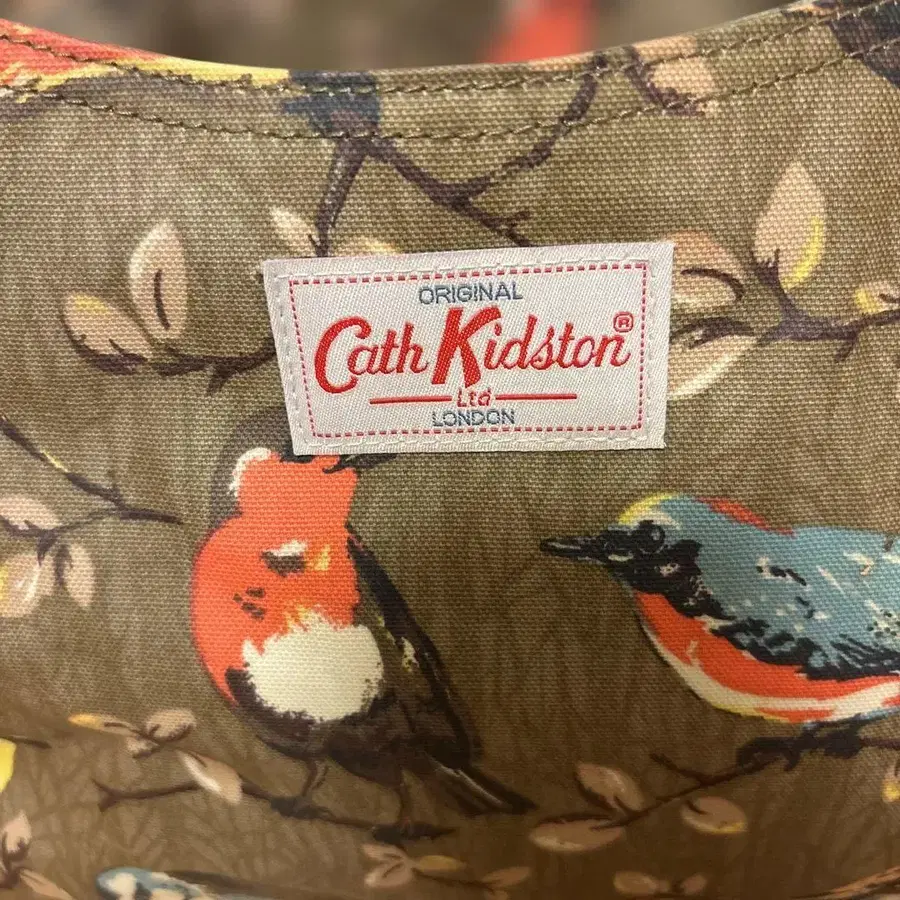 ORIGINAL
Cath Kidston®
Ltd
LONDON